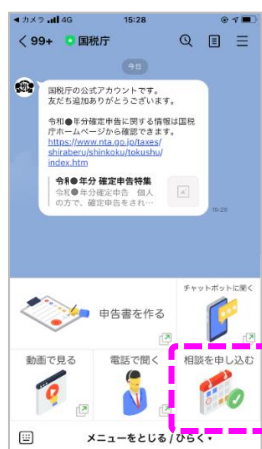 カメラ 4G 15:28
99+ 国税庁
今日
国税庁の公式アカウントです。
友だち追加ありがとうございます。
令和●年分確定申告に関する情報は国税
庁ホームページから確認できます。
https://www.nta.go.jp/taxes/
shiraberu/shinkoku/tokushu/
index.htm
令和●年分 確定申告特集
令和●年分確定申告 個人
の方で、確定申告をされ…
15:28
申告書を作る
チャットボットに聞く
動画で見る
電話で聞く
相談を申し込む
メニューをとじる / ひらく